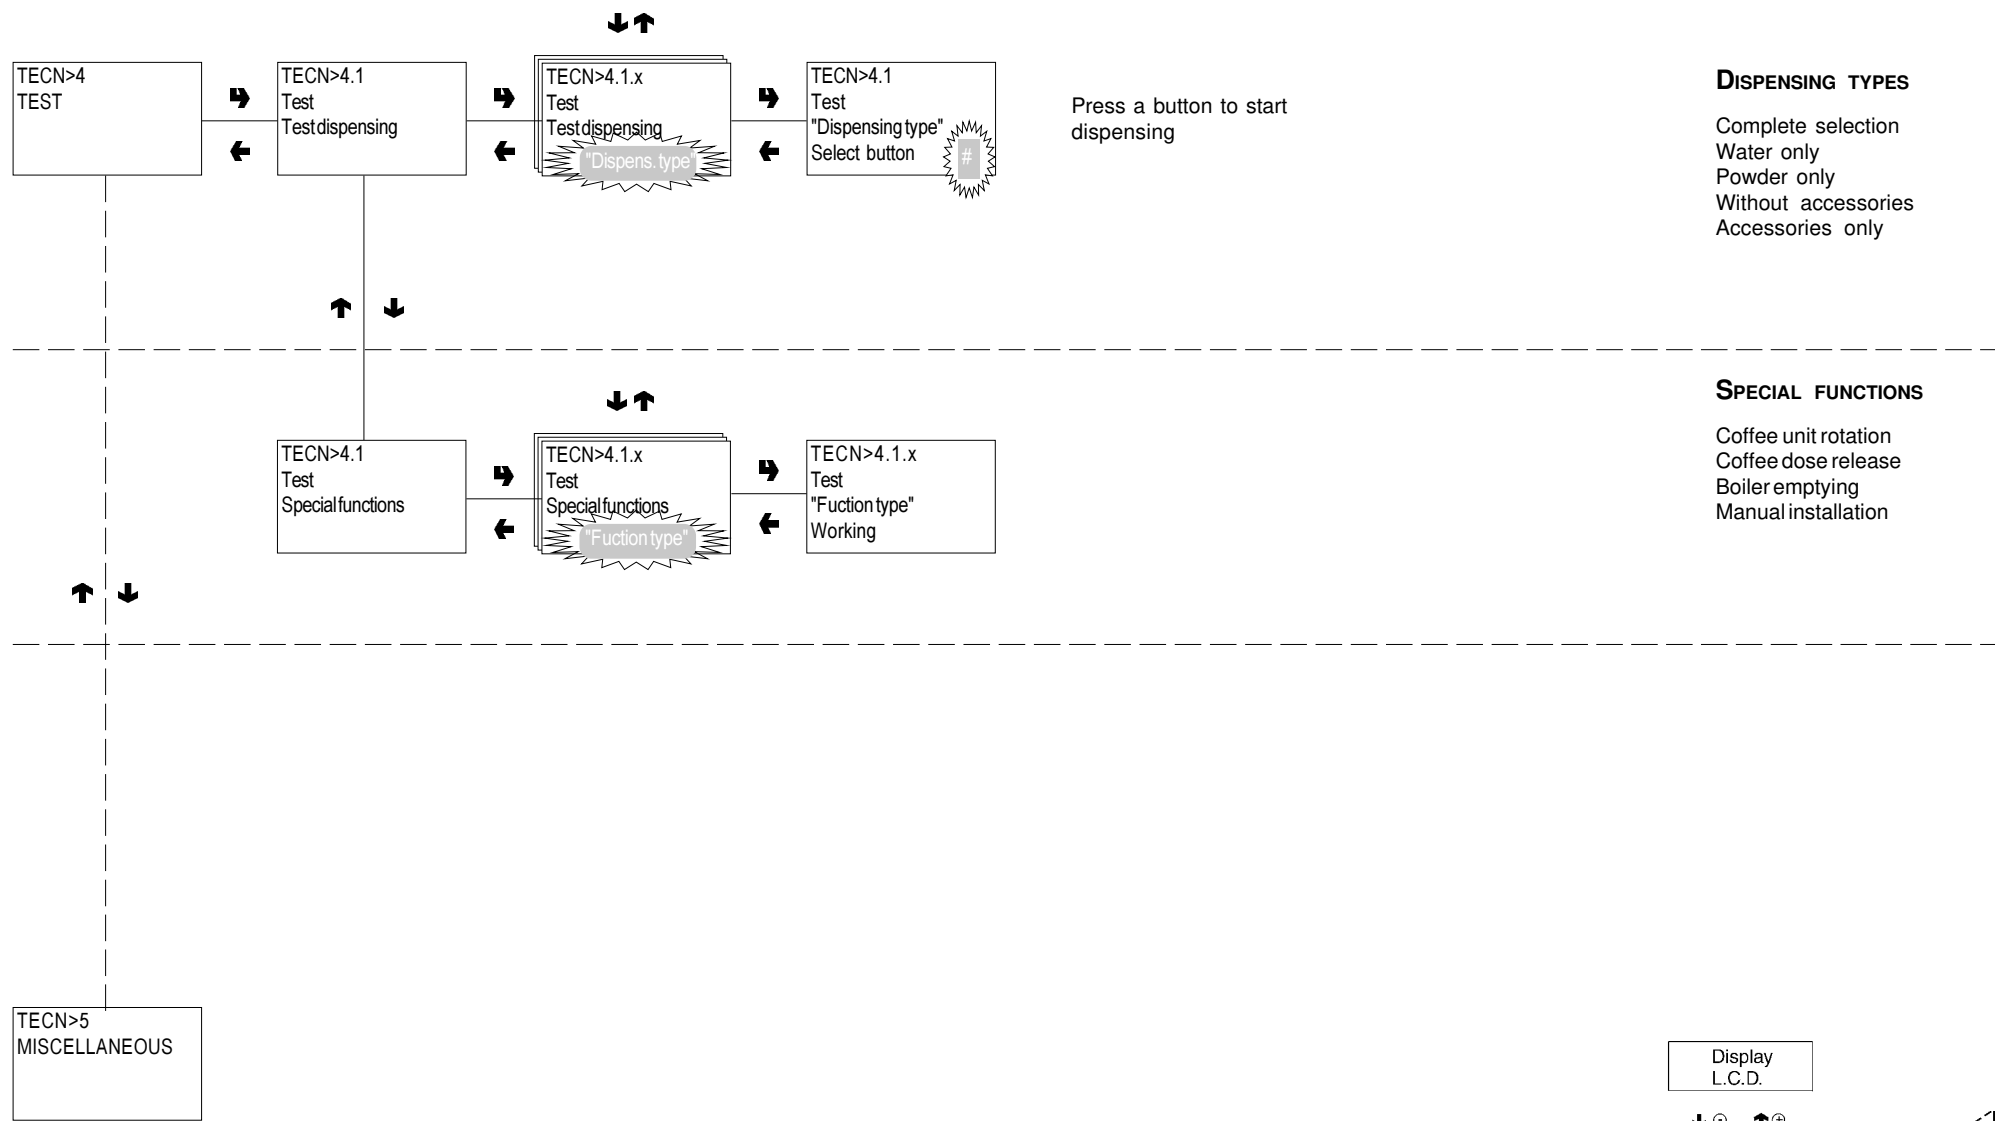 TECN>4
TEST
TECN>4.1
Test
Test dispensing
TECN>4.1.x
Test
Test dispensing
"Dispens. type"
TECN>4.1
Test
"Dispensing type"
Select button
#
Press a button to start
dispensing
DISPENSING TYPES
Complete selection
Water only
Powder only
Without accessories
Accessories only
TECN>4.1
Test
Special functions
TECN>4.1.x
Test
Special functions
"Fuction type"
TECN>4.1.x
Test
"Fuction type"
Working
SPECIAL FUNCTIONS
Coffee unit rotation
Coffee dose release
Boiler emptying
Manual installation
TECN>5
MISCELLANEOUS
Display
L.C.D.